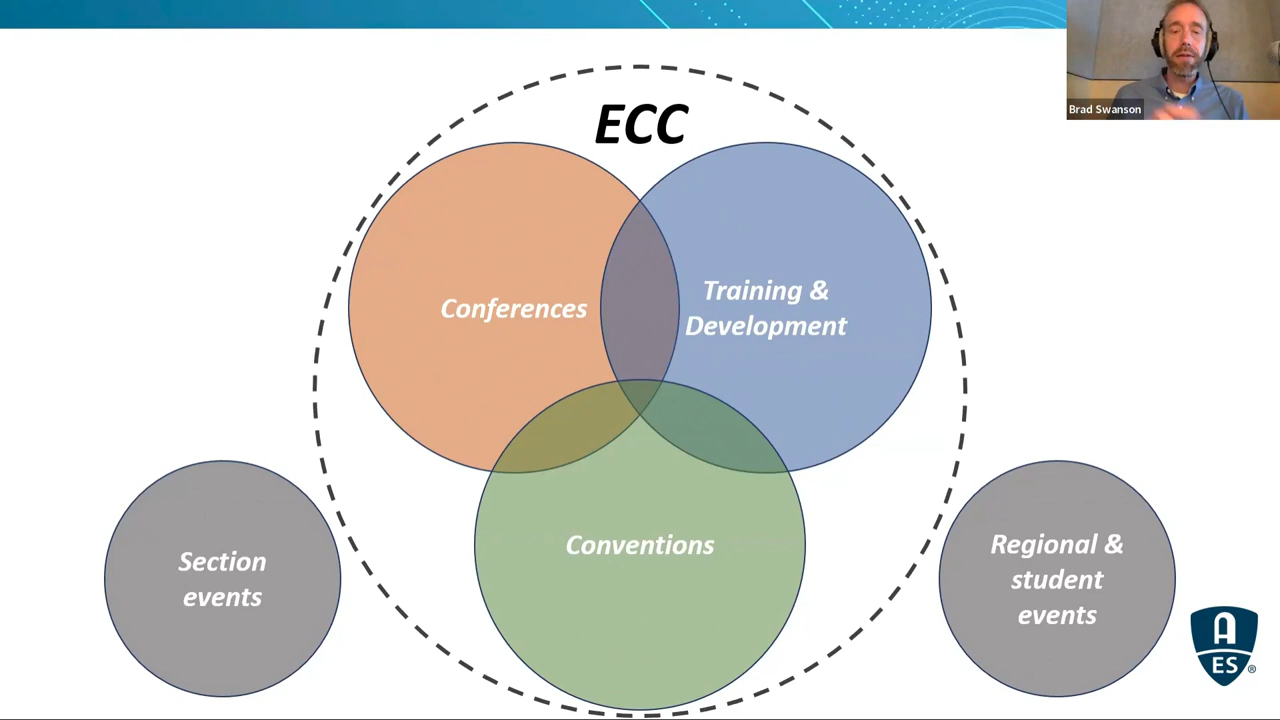 Brad Swanson
ECC
Conferences
Training &
Development
Conventions
Section
events
Regional &
student
events
A
ES®